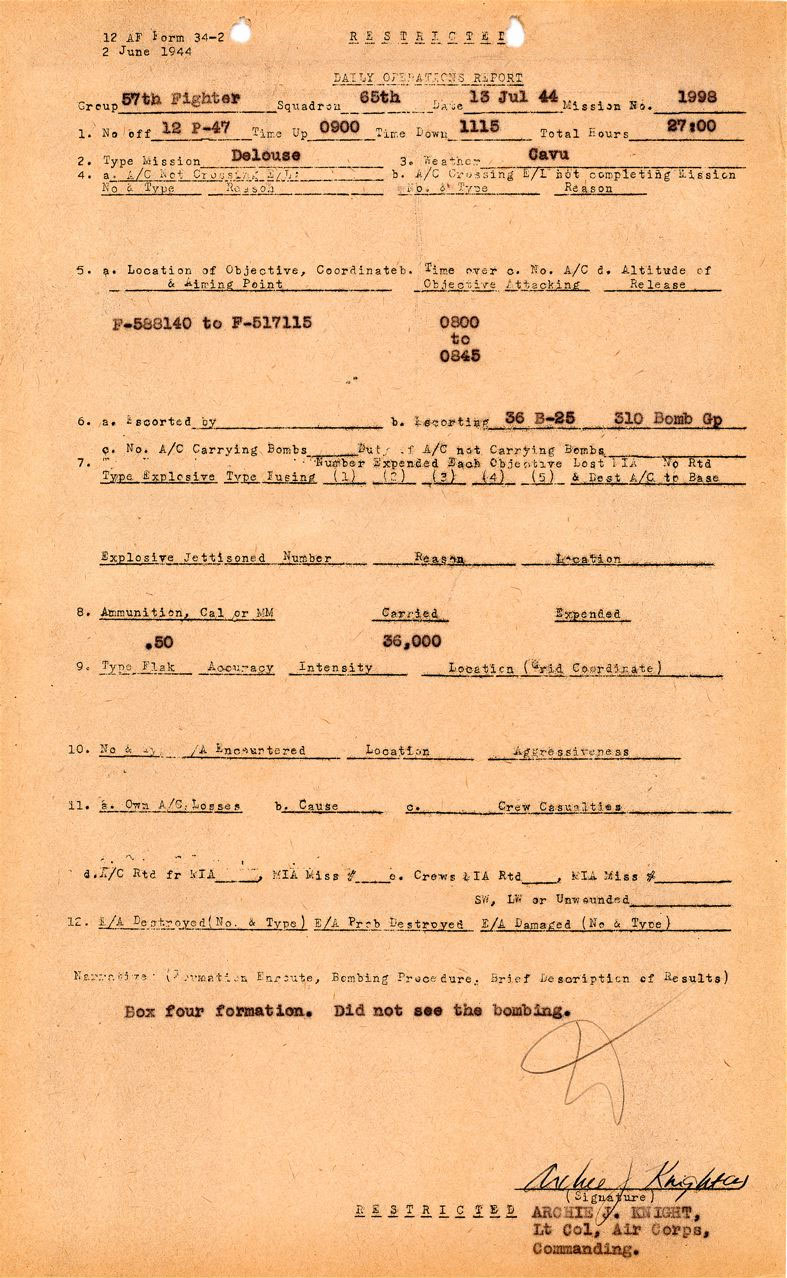 12 AF Form 34-2
R E S T R I C T E D
2 June 1944
DAILY OPERATIONS REPORT
Group 57th Fighter Squadron 65th Date 13 Jul 44 Mission No. 1998
1. No off 12 P-47 Time Up 0900 Time Down 1115 Total Hours 27:00
2. Type Mission Delouse 3. Weather Cavu
4. a. A/C Not Crossing E/L: b. A/C Crossing E/L not completing Mission
No & Type Reason No. & Type Reason
5. a. Location of Objective, Coordinate b. Time over c. No. A/C d. Altitude of
& Aiming Point Objective Attacking Release
F-588140 to F-517115 0800
to
0845
6. a. Escorted by b. Escorting 36 B-25 310 Bomb Gp
c. No. A/C Carrying Bombs Duty of A/C not Carrying Bombs
7. Number Expended Each Objective Lost No Rtd
Type Explosive Type Fusing (1) (2) (3) (4) (5) & Dest A/C to Base
Explosive Jettisoned Number Reason Location
8. Ammunition, Cal or MM Carried Expended
.50 36,000
9. Type Flak Accuracy Intensity Location (Grid Coordinate)
10. No & /A Encountered Location Aggressiveness
11. a. Own A/C Losses b. Cause c. Crew Casualties
d. A/C Rtd fr MIA , MIA Miss # e. Crews MIA Rtd , MIA Miss #
SW, LW or Unwounded
12. E/A Destroyed (No. & Type) E/A Prob Destroyed E/A Damaged (No & Type)
Narrative: (Formation Enroute, Bombing Procedure, Brief Description of Results)
Box four formation. Did not see the bombing.
Archie J Knight
(Signature)
R E S T R I C T E D
ARCHIE J. KNIGHT,
Lt Col, Air Corps,
Commanding.